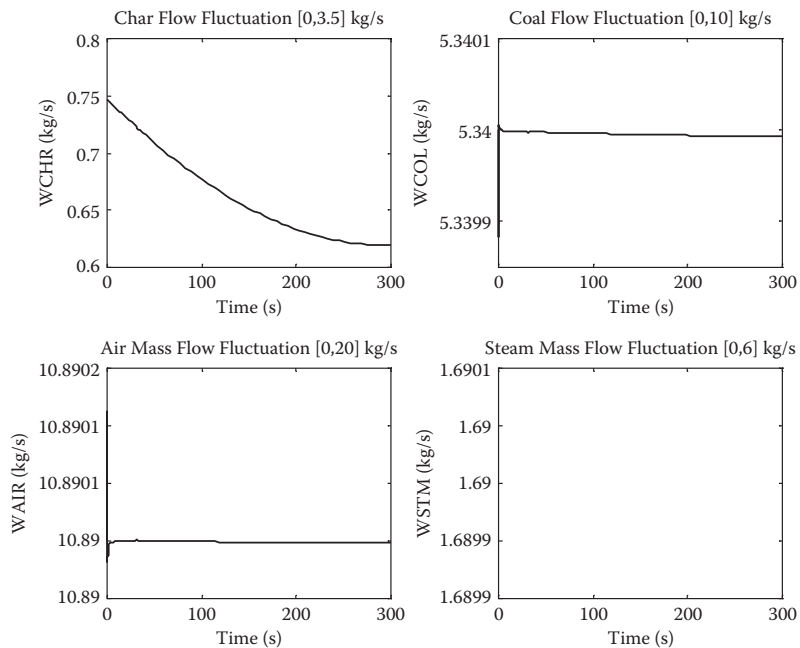 Char Flow Fluctuation [0,3.5] kg/s
WCHR (kg/s)
0.8
0.75
0.7
0.65
0.6
0
100
200
300
Time (s)
Coal Flow Fluctuation [0,10] kg/s
WCOL (kg/s)
5.3401
5.34
5.3399
0
100
200
300
Time (s)
Air Mass Flow Fluctuation [0,20] kg/s
WAIR (kg/s)
10.8902
10.8901
10.8901
10.89
10.89
0
100
200
300
Time (s)
Steam Mass Flow Fluctuation [0,6] kg/s
WSTM (kg/s)
1.6901
1.69
1.69
1.6899
1.6899
0
100
200
300
Time (s)